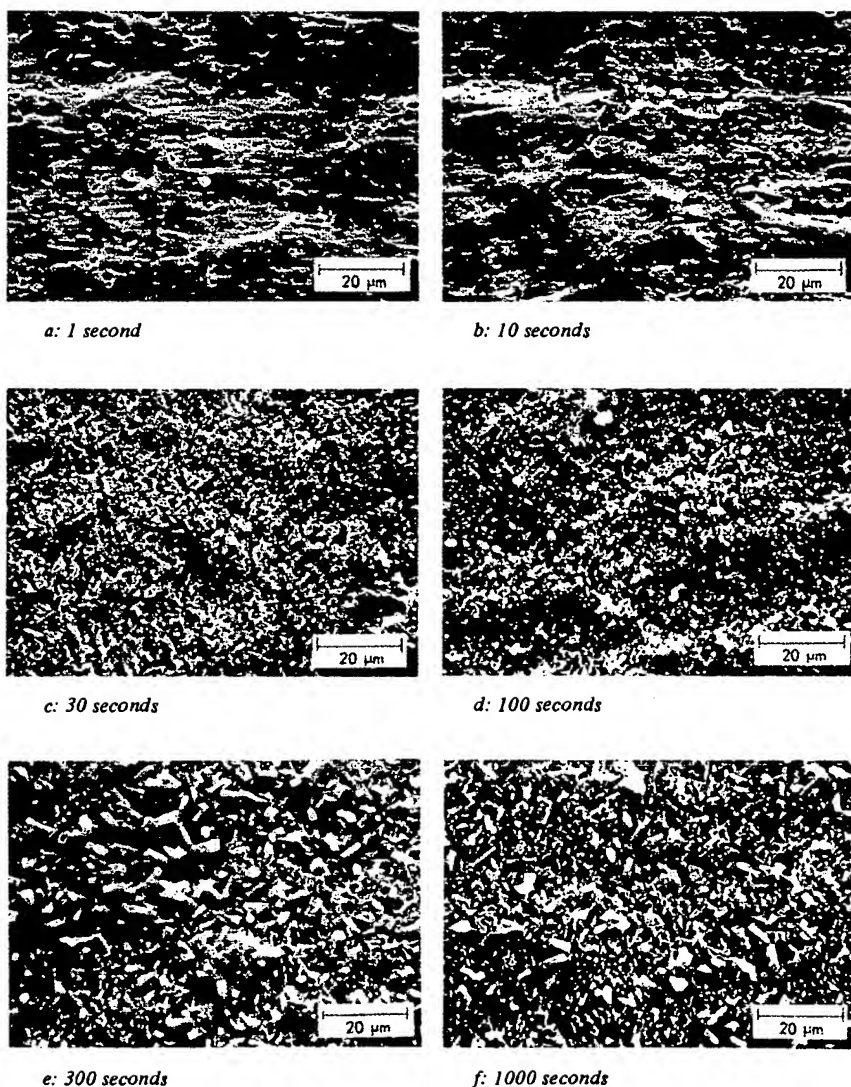 20 μm
20 μm
a: 1 second
b: 10 seconds
20 μm
20 μm
c: 30 seconds
d: 100 seconds
20 μm
20 μm
e: 300 seconds
f: 1000 seconds